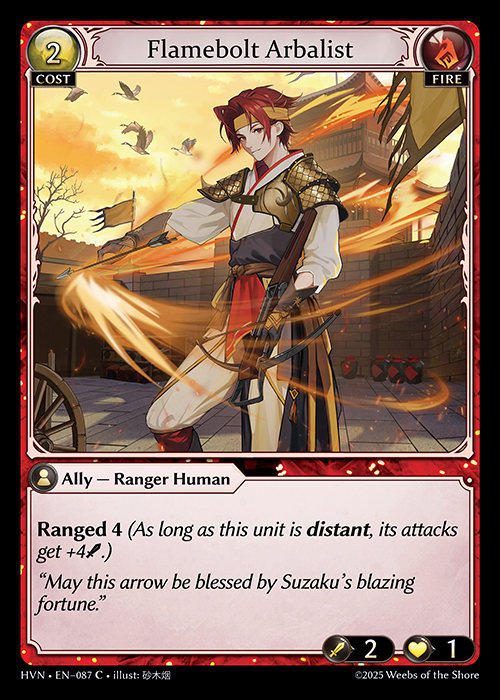 2
COST
Flamebolt Arbalist
FIRE
Ally — Ranger Human
Ranged 4 (As long as this unit is distant, its attacks
get +4.)
“May this arrow be blessed by Suzaku’s blazing
fortune.”
2
1
HVN • EN-087 C • illust: 砂木烟
©2025 Weebs of the Shore